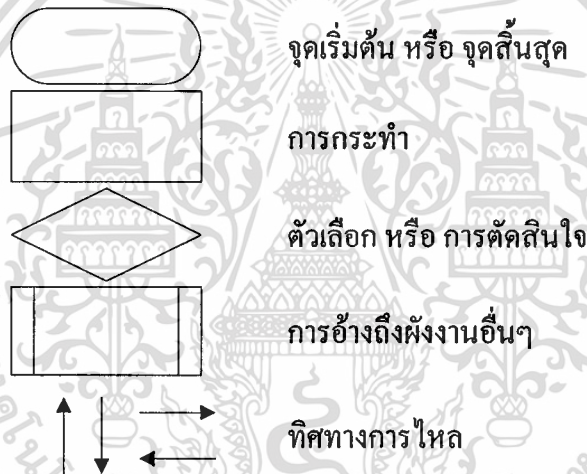 จุดเริ่มต้น หรือ จุดสิ้นสุด
การกระทำ
ตัวเลือก หรือ การตัดสินใจ
การอ้างถึงผังงานอื่นๆ
ทิศทางการไหล